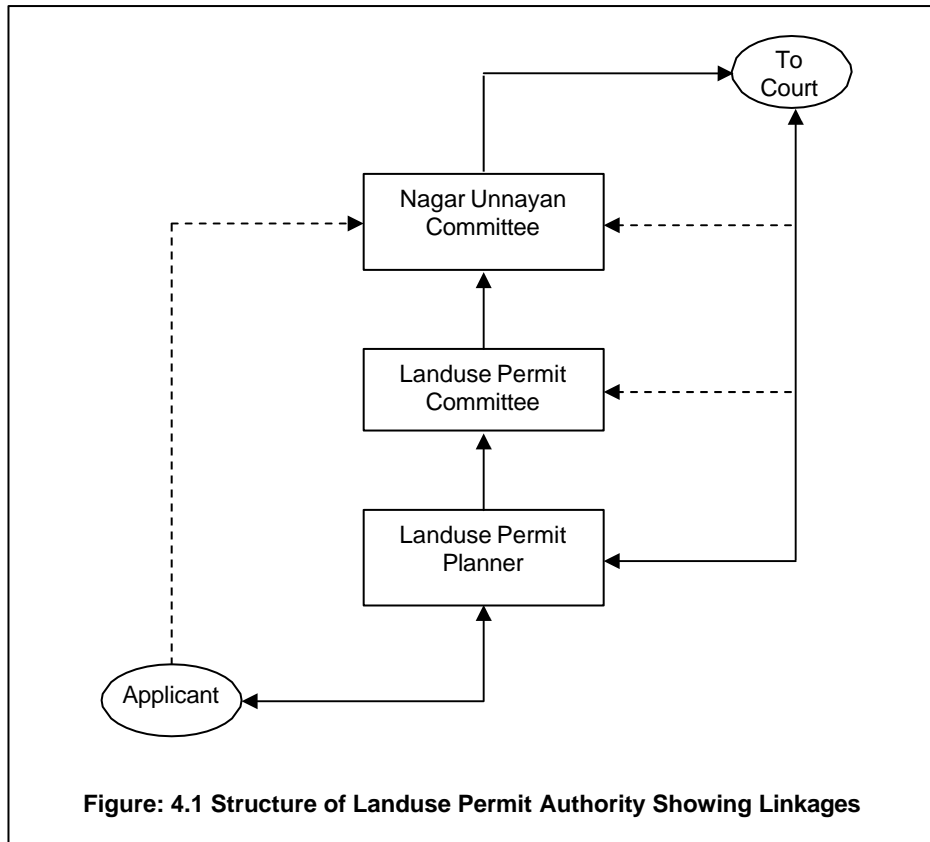 To
Court
Nagar Unnayan
Committee
Landuse Permit
Committee
Landuse Permit
Planner
Applicant
Figure: 4.1 Structure of Landuse Permit Authority Showing Linkages